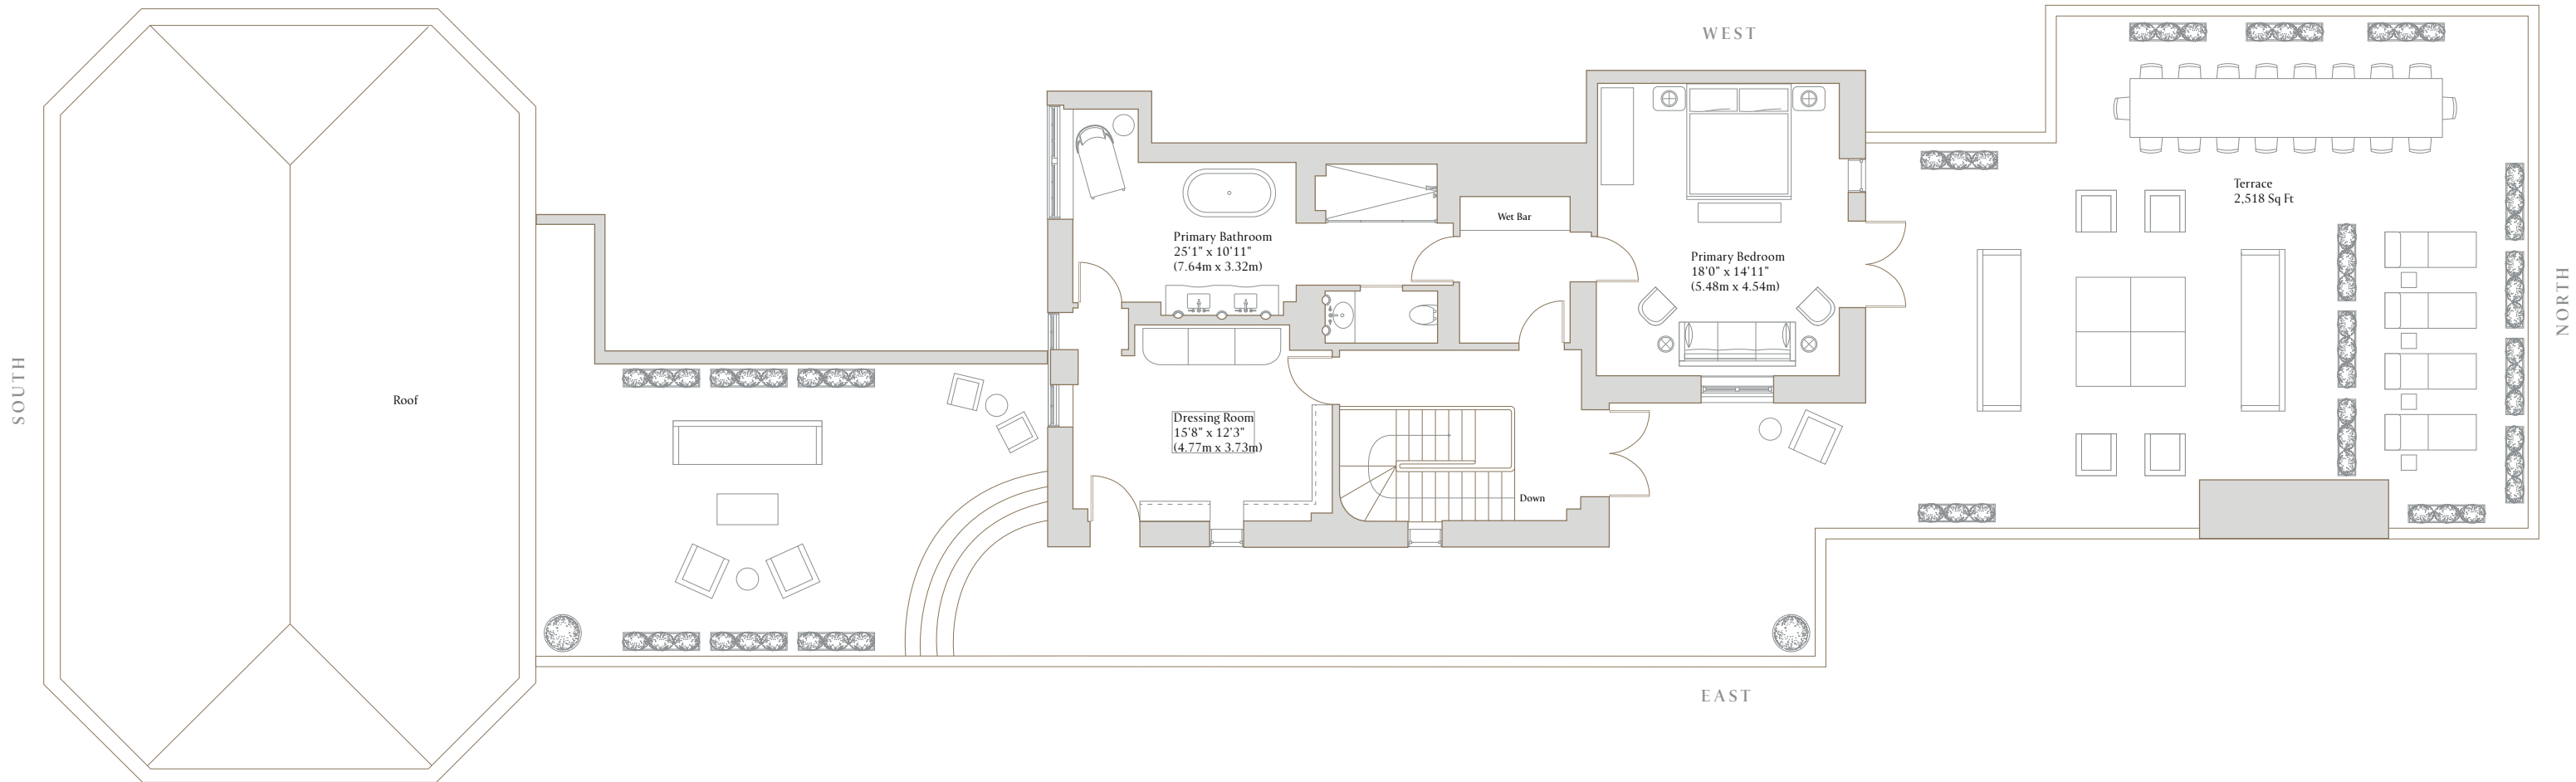 WEST
Terrace
2,518 Sq Ft
Wet Bar
Primary Bathroom
25'1" x 10'11"
(7.64m x 3.32m)
Primary Bedroom
18'0" x 14'11"
(5.48m x 4.54m)
NORTH
SOUTH
Roof
Dressing Room
15'8" x 12'3"
(4.77m x 3.73m)
Down
EAST